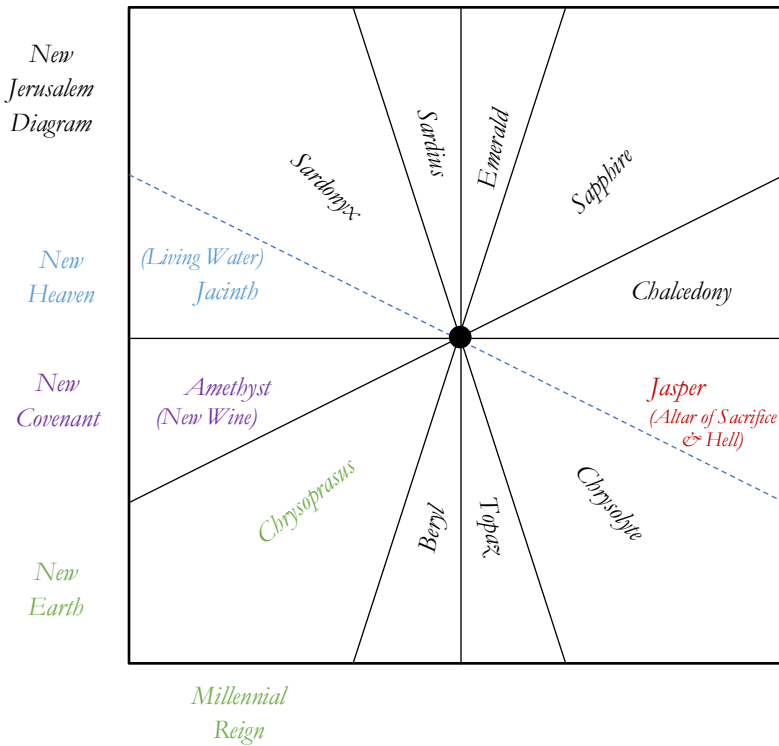 New
Jerusalem
Diagram
Sardius
Emerald
Sardonyx
Sapphire
New
Heaven
(Living Water)
Jacinth
Chalcedony
New
Covenant
Amethyst
(New Wine)
Jasper
(Altar of Sacrifice
& Hell)
Chrysoprasus
Beryl
Topaz
Chrysolyte
New
Earth
Millennial
Reign